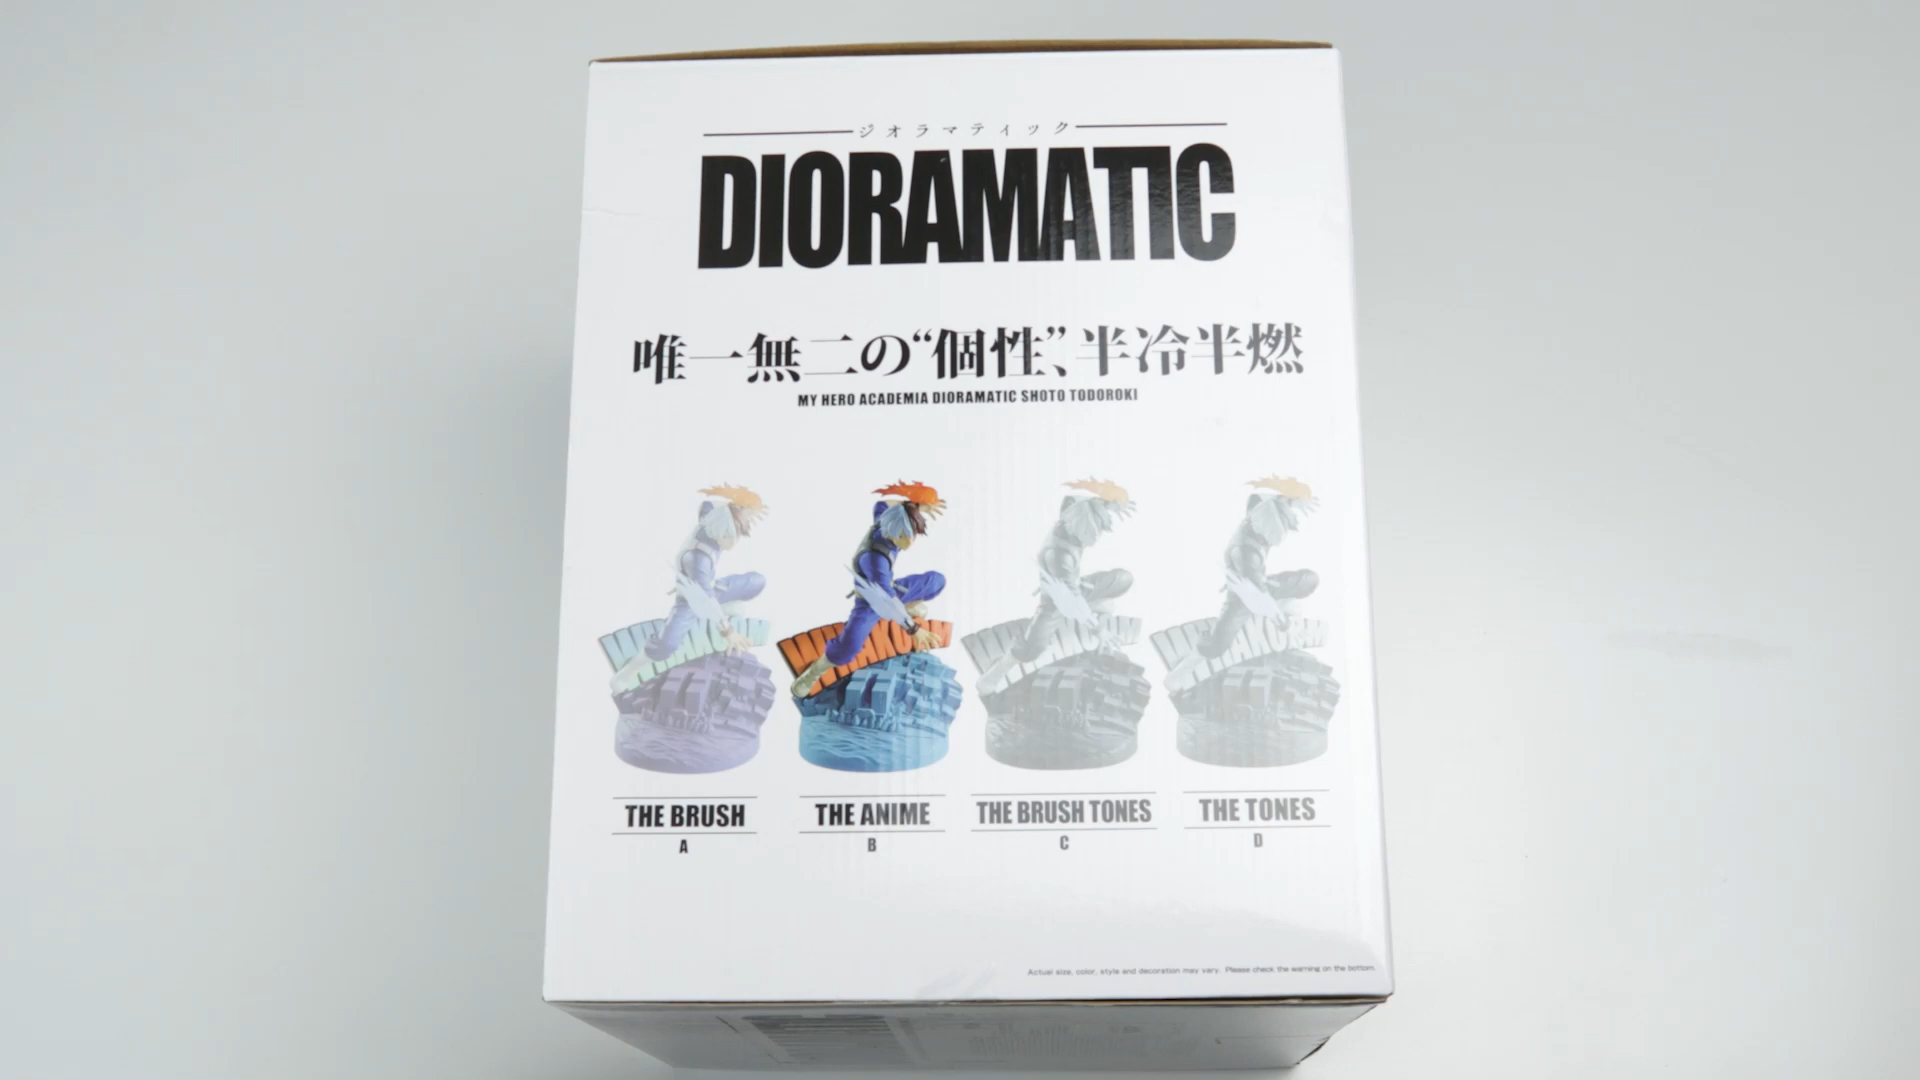 ジオラマティック
DIORAMATIC
唯一無二の“個性”、半冷半燃
MY HERO ACADEMIA DIORAMATIC SHOTO TODOROKI
THE BRUSH
A
THE ANIME
B
THE BRUSH TONES
C
THE TONES
D
Actual size, color, style and decoration may vary. Please check the warning on the bottom.